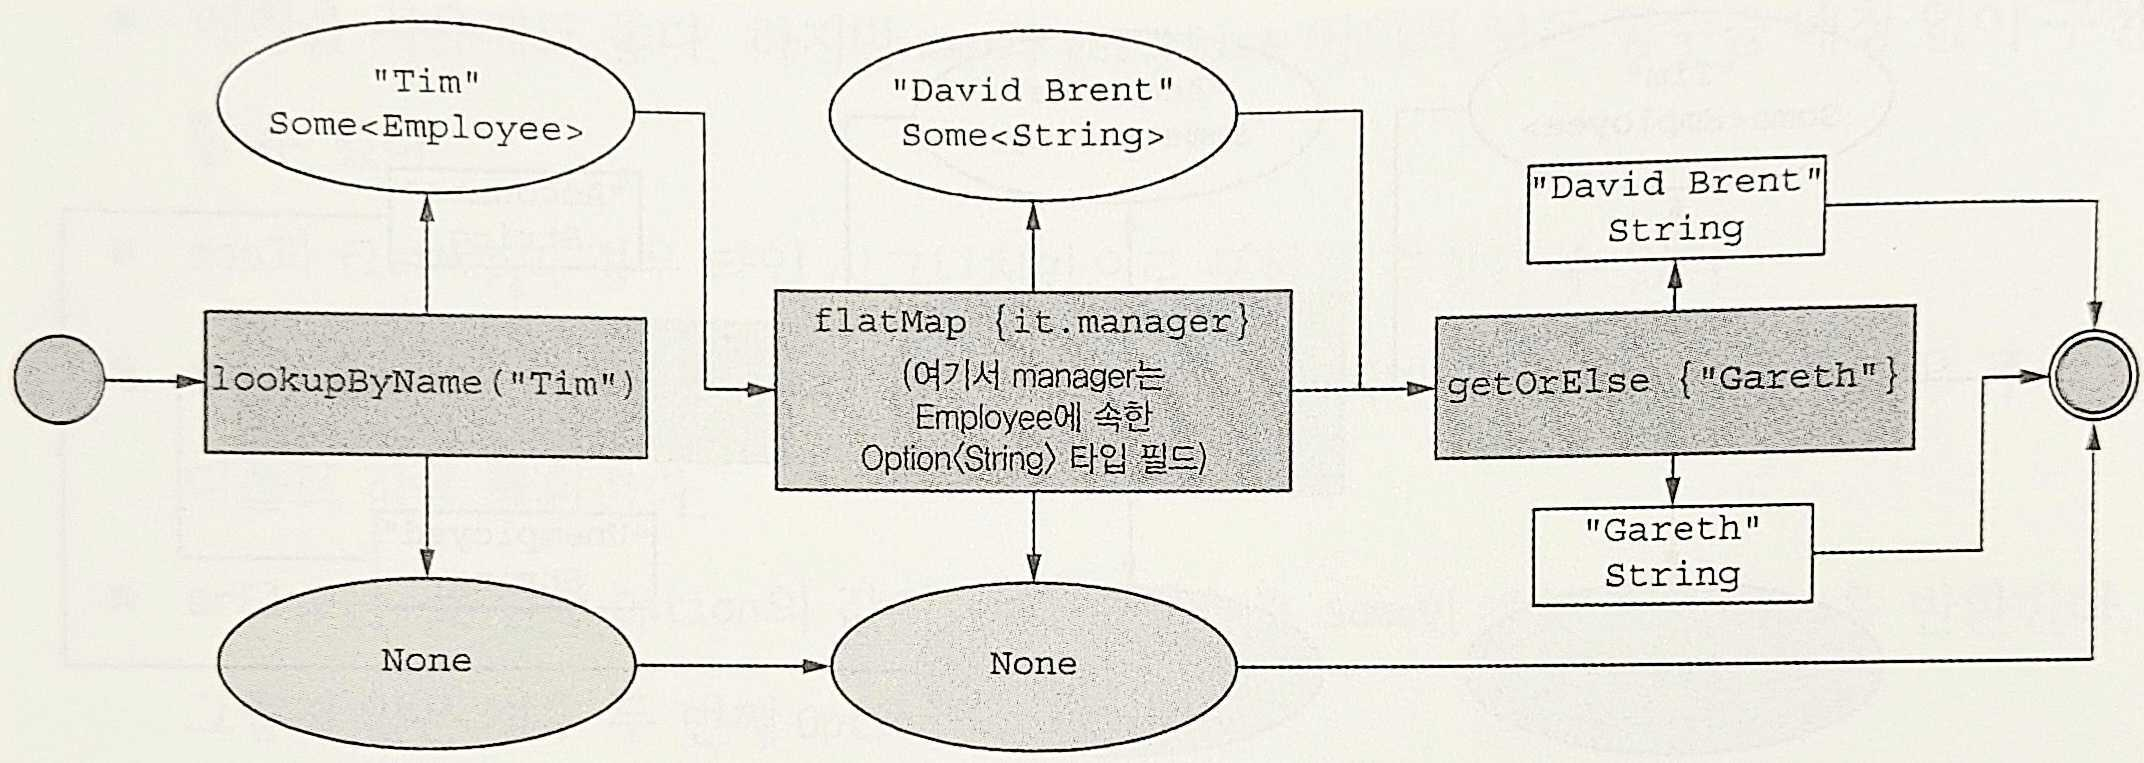 "Tim"
Some<Employee>
lookupByName("Tim")
None
"David Brent"
Some<String>
flatMap {it.manager}
(여기서 manager는
Employee에 속한
Option〈String〉 타입 필드)
None
"David Brent"
String
getOrElse {"Gareth"}
"Gareth"
String